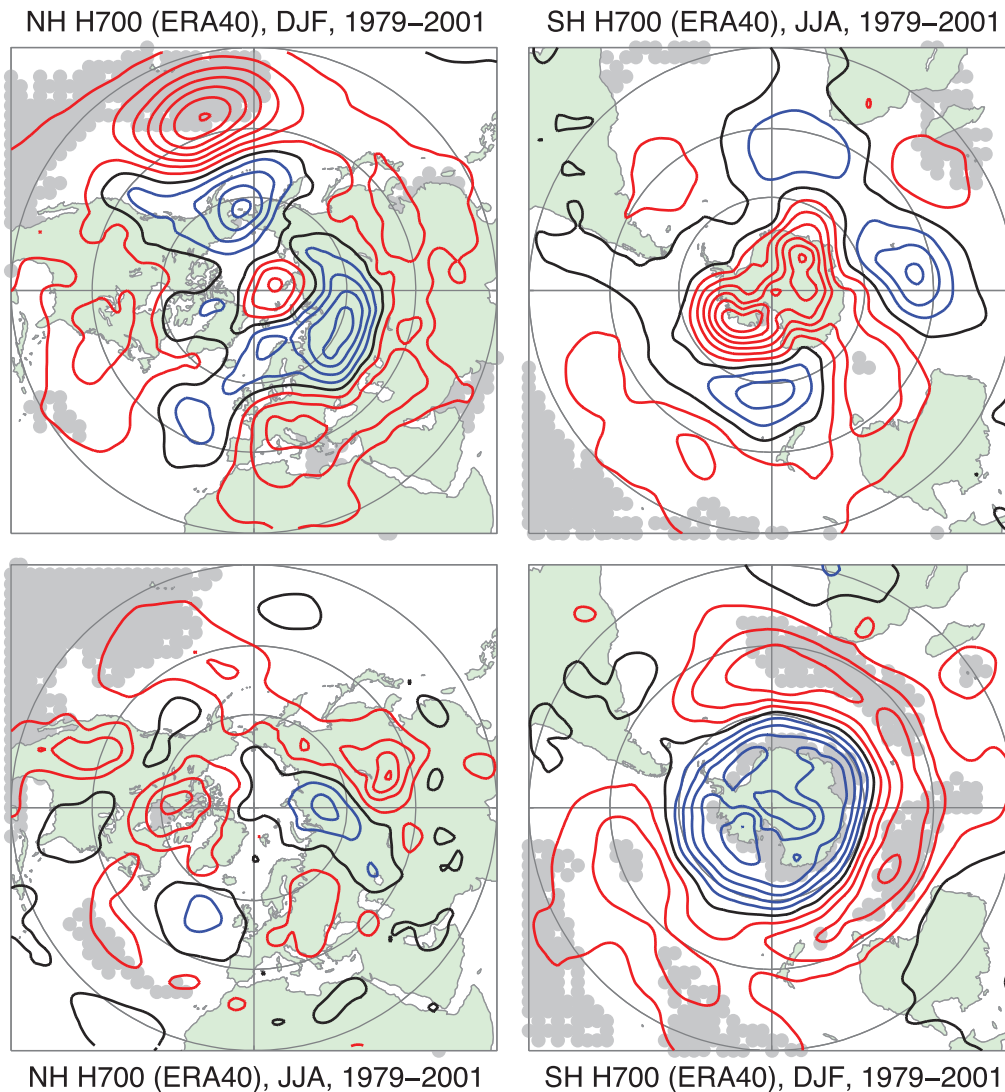 NH H700 (ERA40), DJF, 1979−2001
SH H700 (ERA40), JJA, 1979−2001
NH H700 (ERA40), JJA, 1979−2001
SH H700 (ERA40), DJF, 1979−2001